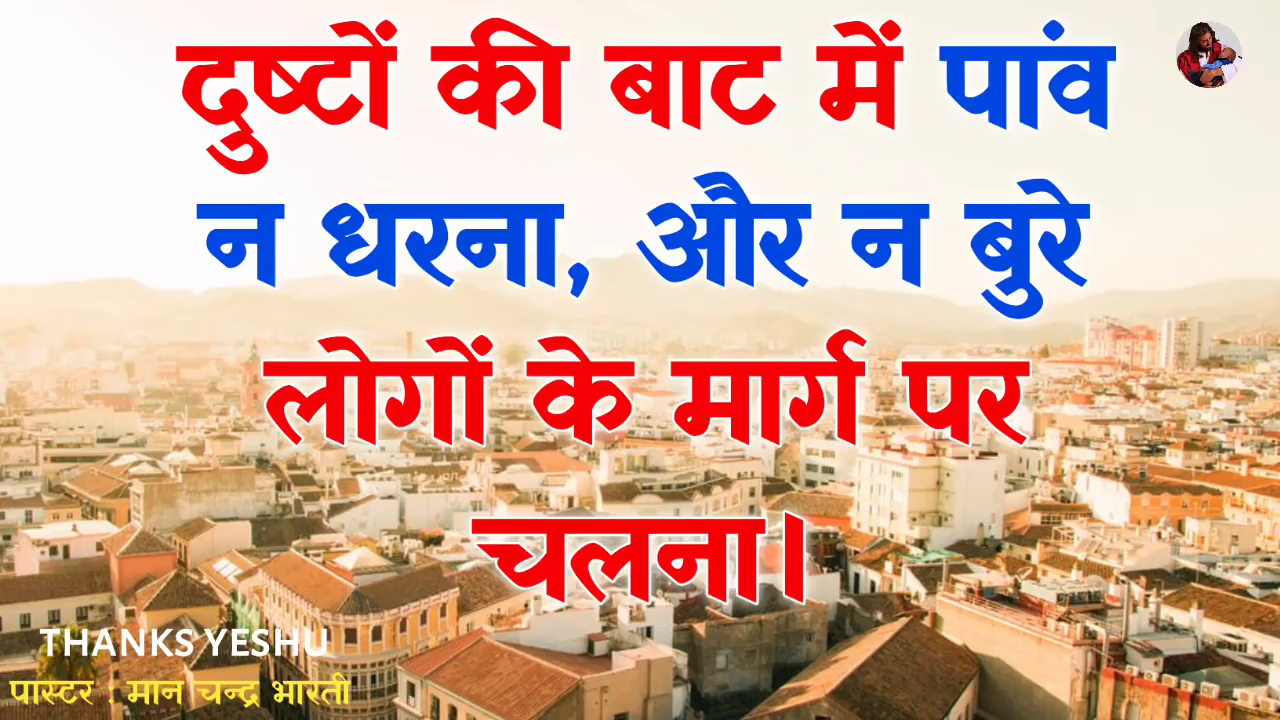 दुष्टों की बाट में पांव
न धरना, और न बुरे
लोगों के मार्ग पर
चलना।
THANKS YESHU
पास्टर : मान चन्द्र भारती